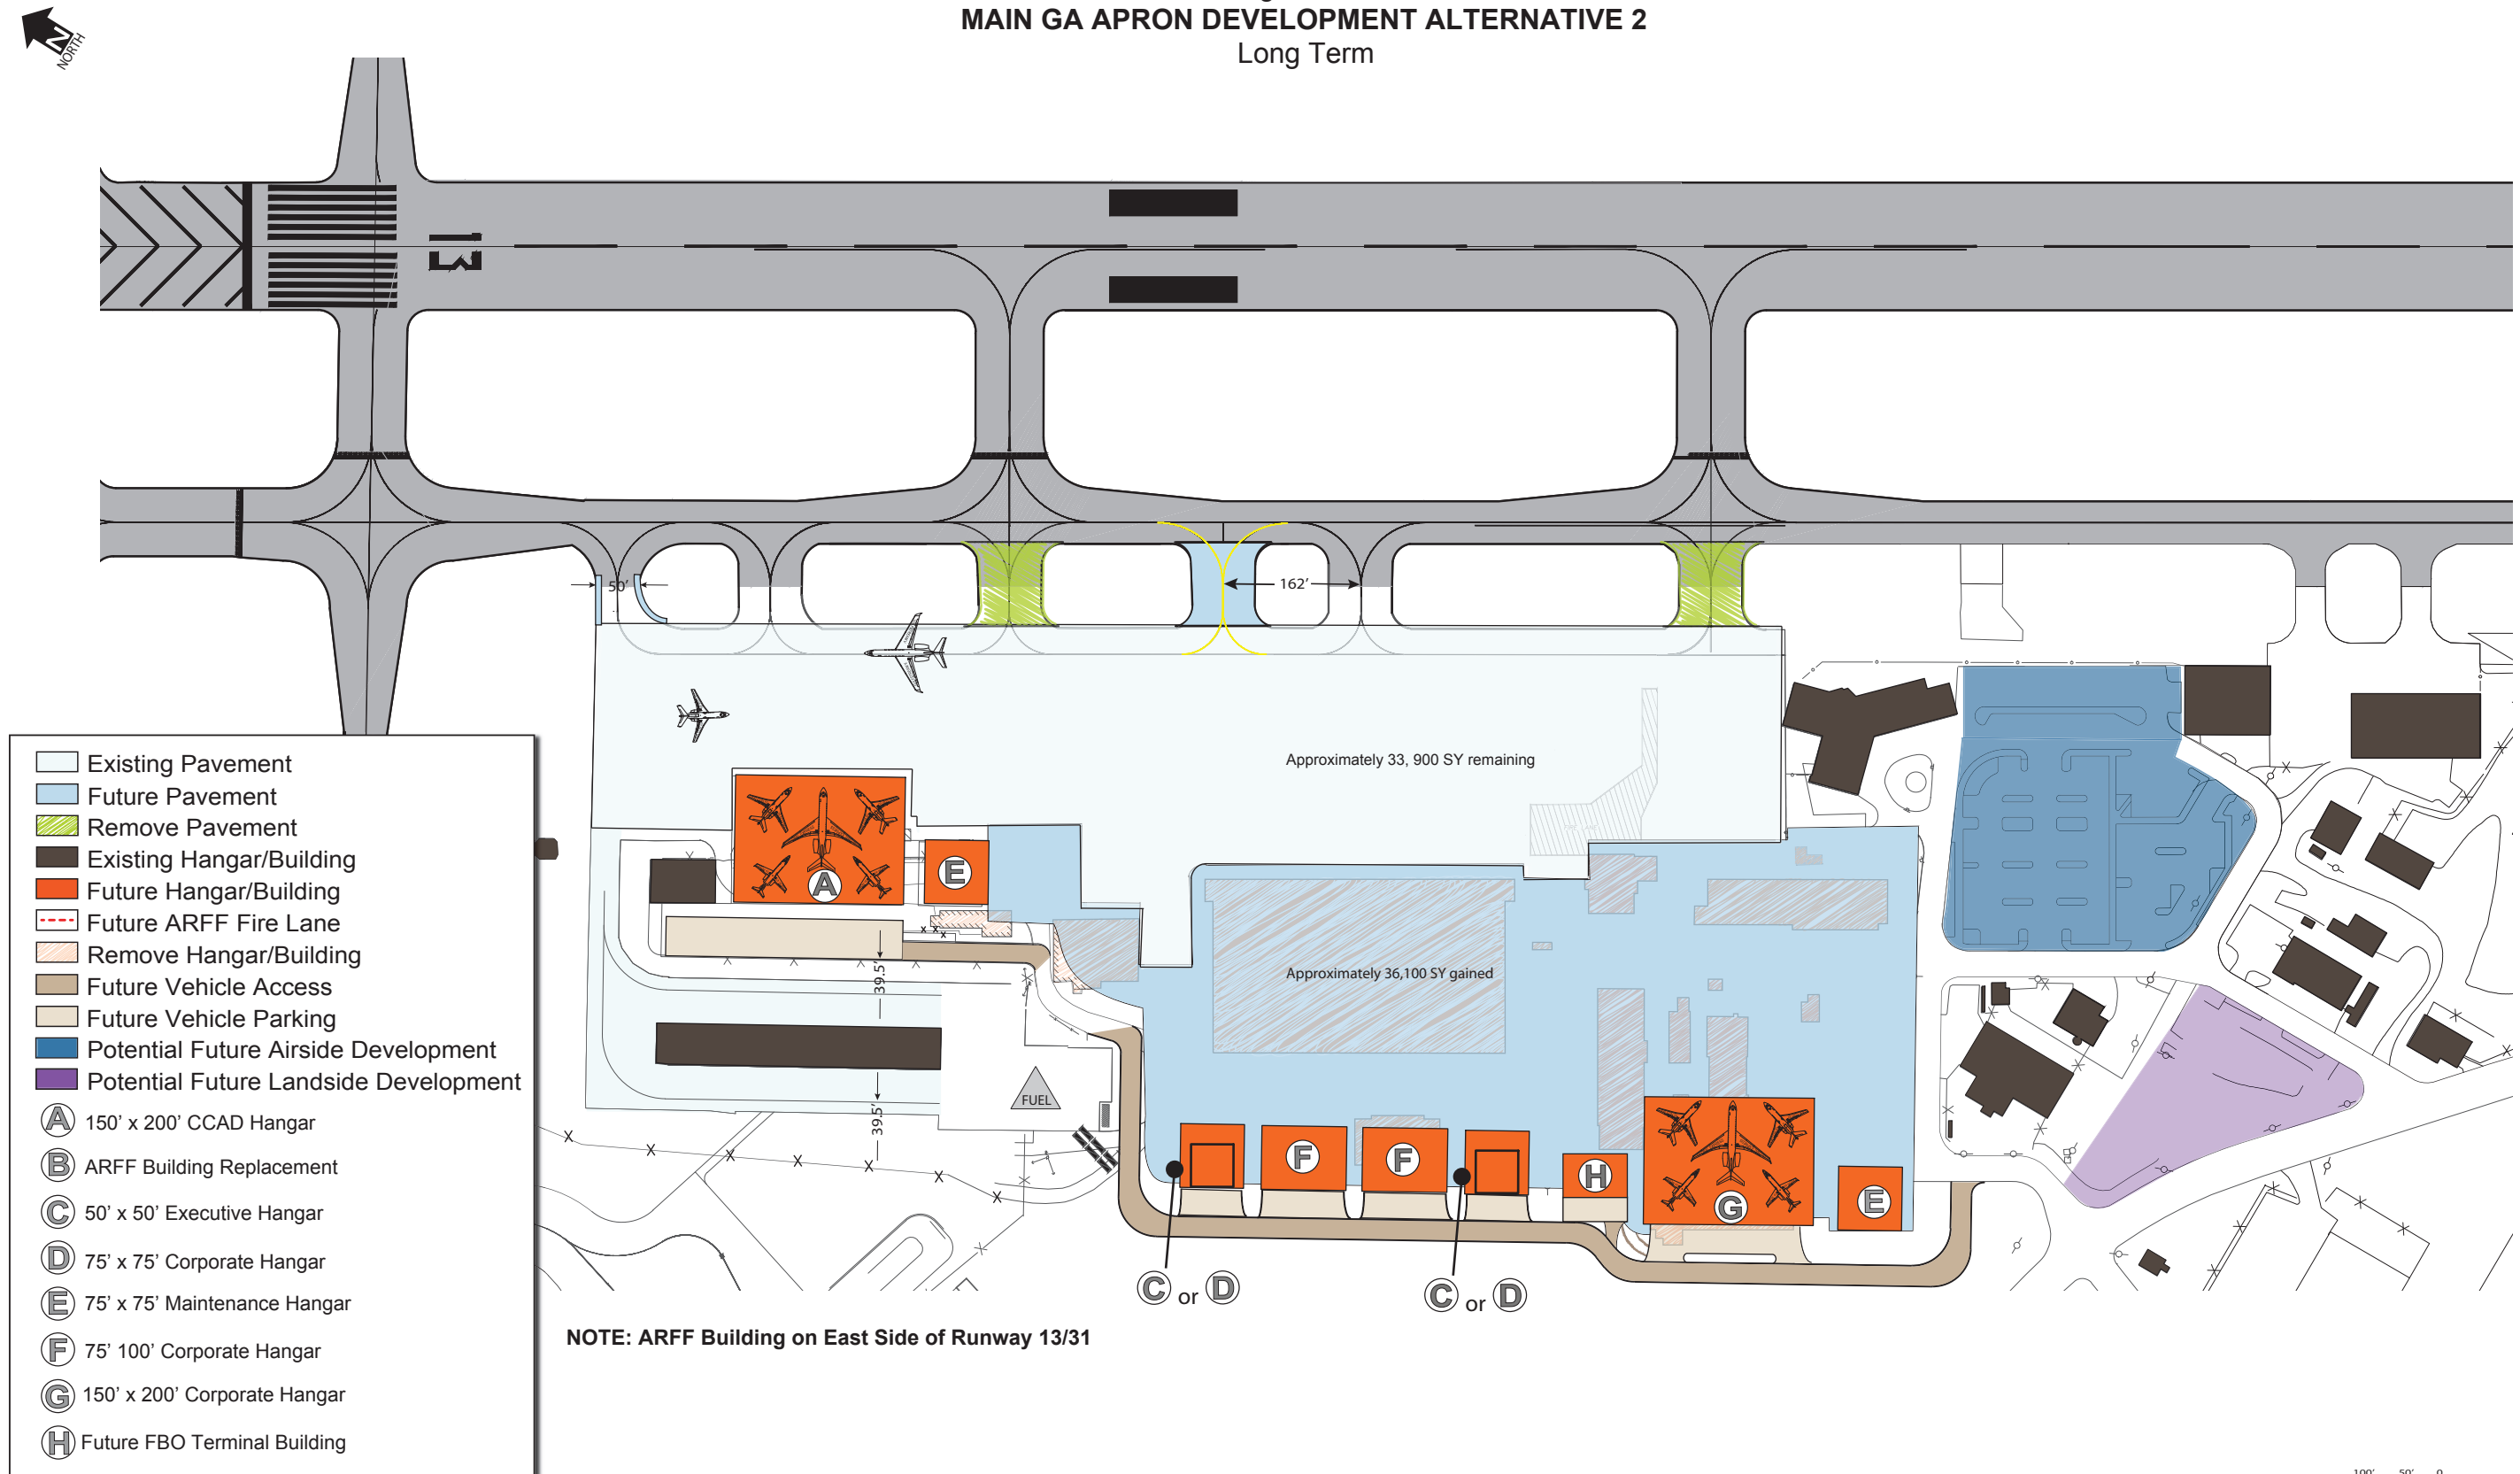 MAIN GA APRON DEVELOPMENT ALTERNATIVE 2
Long Term
N
NORTH
13
50'
162'
Approximately 33, 900 SY remaining
Existing Pavement
Future Pavement
Remove Pavement
Existing Hangar/Building
Future Hangar/Building
Future ARFF Fire Lane
Remove Hangar/Building
Future Vehicle Access
Future Vehicle Parking
Potential Future Airside Development
Potential Future Landside Development
A 150' x 200' CCAD Hangar
B ARFF Building Replacement
C 50' x 50' Executive Hangar
D 75' x 75' Corporate Hangar
E 75' x 75' Maintenance Hangar
F 75' 100' Corporate Hangar
G 150' x 200' Corporate Hangar
H Future FBO Terminal Building
A
E
39.5'
Approximately 36,100 SY gained
FUEL
39.5'
F
F
H
G
E
C or D
C or D
NOTE: ARFF Building on East Side of Runway 13/31
100' 50' 0